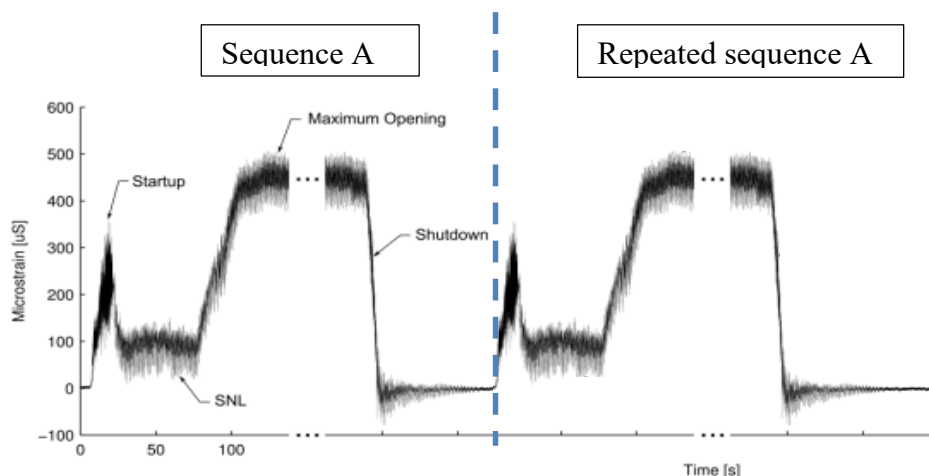 Sequence A
Repeated sequence A
600
Maximum Opening
500
Startup
400
Shutdown
300
200
100
0
SNL
−100
0
50
100
Microstrain [uS]
Time [s]